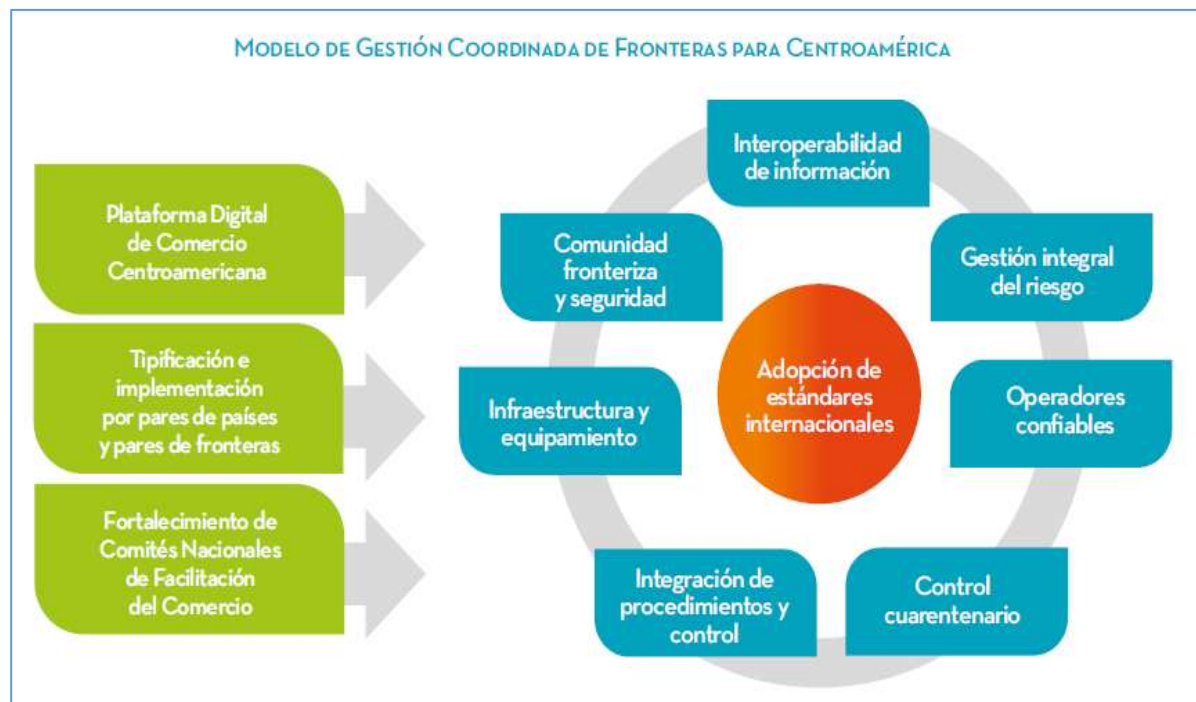 MODELO DE GESTIÓN COORDINADA DE FRONTERAS PARA CENTROAMÉRICA
Plataforma Digital
de Comercio
Centroamericana
Tipificación e
implementación
por pares de países
y pares de fronteras
Fortalecimiento de
Comités Nacionales
de Facilitación
del Comercio
Interoperabilidad
de información
Gestión integral
del riesgo
Operadores
confiables
Control
cuarentenario
Integración de
procedimientos y
control
Infraestructura y
equipamiento
Comunidad
fronteriza
y seguridad
Adopción de
estándares
internacionales